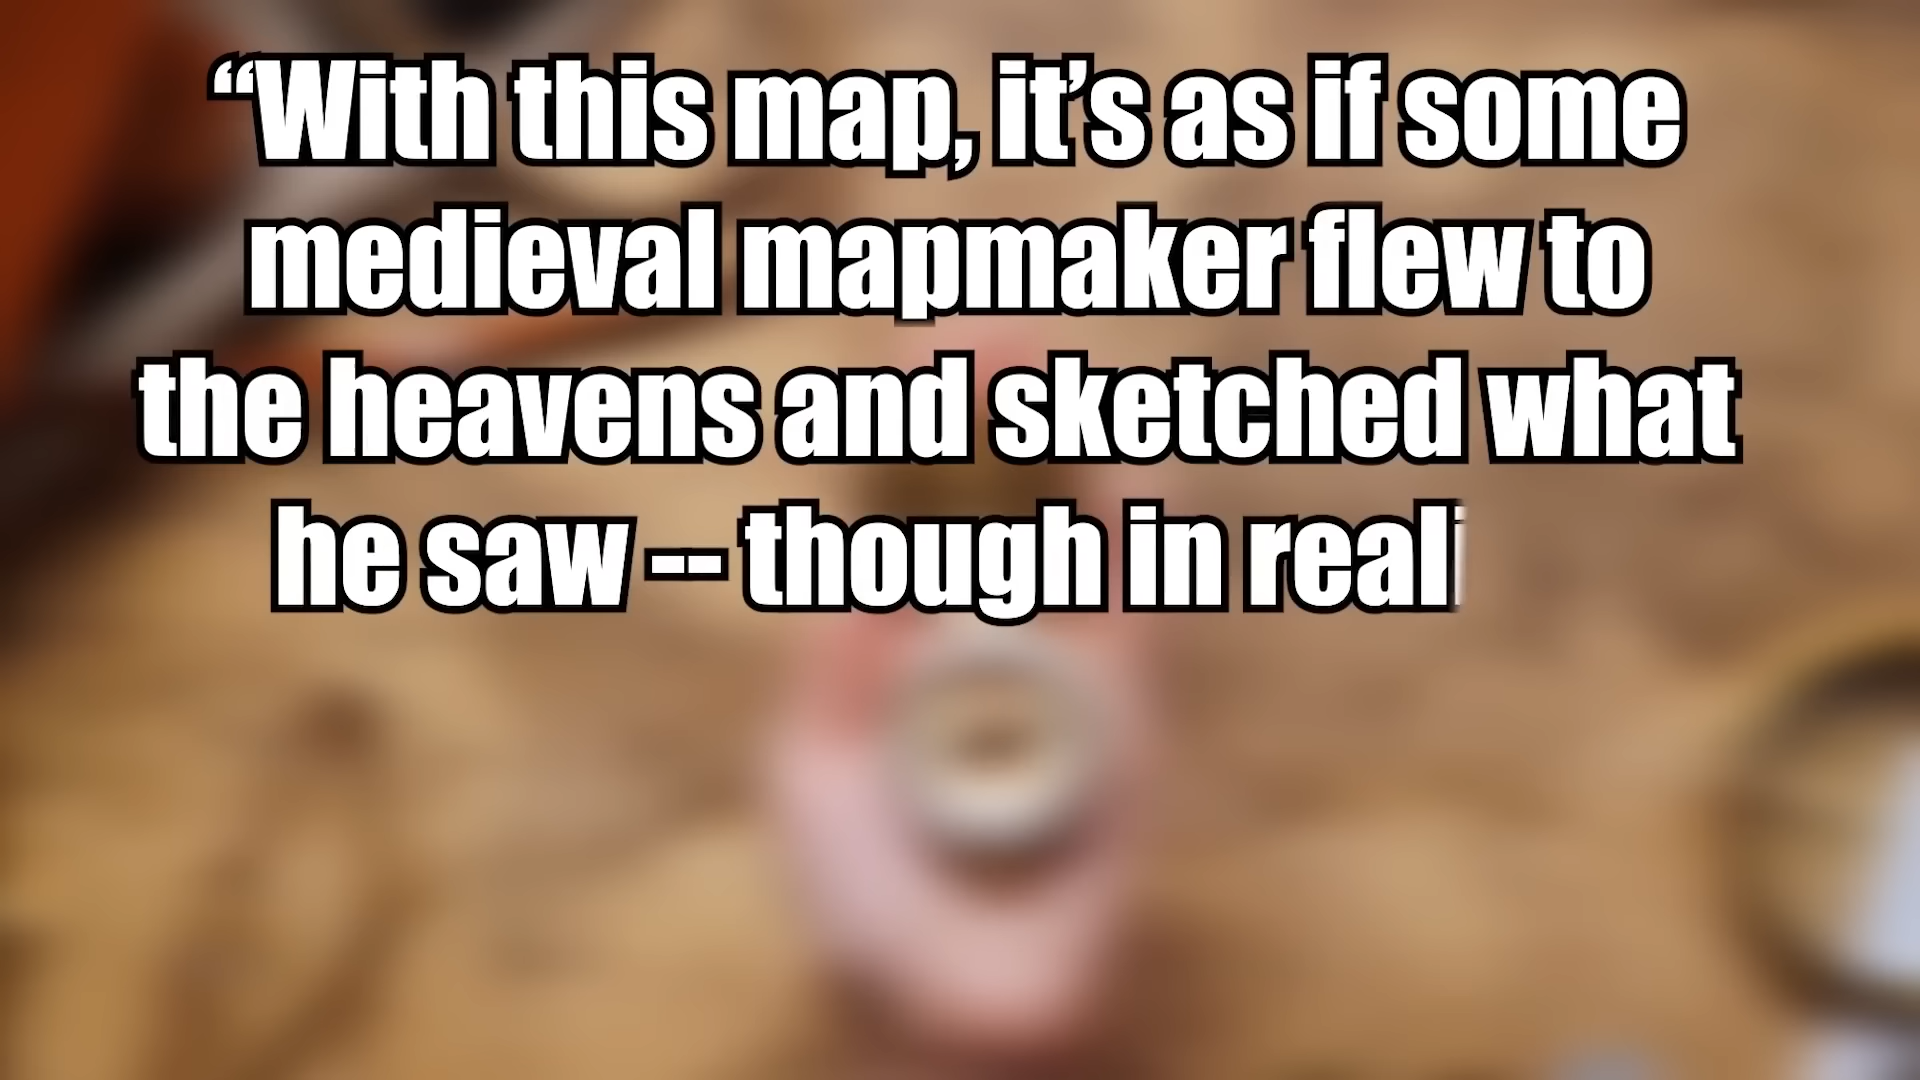 “With this map, it’s as if some
medieval mapmaker flew to
the heavens and sketched what
he saw -- though in reali